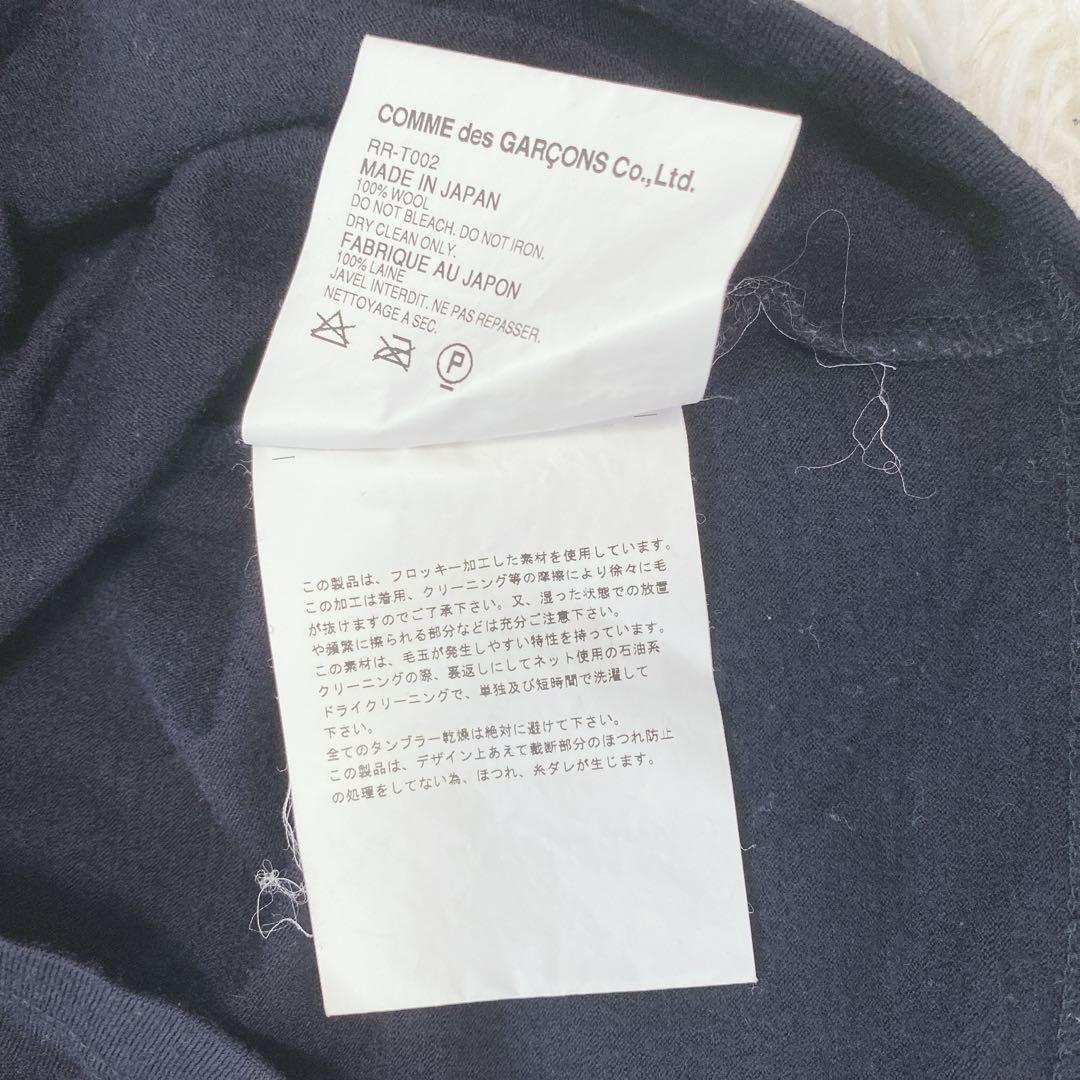 COMME des GARÇONS Co.,Ltd.
RR-T002
MADE IN JAPAN
100% WOOL
DO NOT BLEACH. DO NOT IRON.
DRY CLEAN ONLY.
FABRIQUE AU JAPON
100% LAINE
JAVEL INTERDIT. NE PAS REPASSER.
NETTOYAGE A SEC.
P
この製品は、フロッキー加工した素材を使用しています。
この加工は着用、クリーニング等の摩擦により徐々に毛
が抜けますのでご了承下さい。又、湿った状態での放置
や頻繁に擦られる部分などは充分ご注意下さい。
この素材は、毛玉が発生しやすい特性を持っています。
クリーニングの際、裏返しにしてネット使用の石油系
ドライクリーニングで、単独及び短時間で洗濯して
下さい。
全てのタンブラー乾燥は絶対に避けて下さい。
この製品は、デザイン上あえて裁断部分のほつれ防止
の処理をしてない為、ほつれ、糸ダレが生じます。